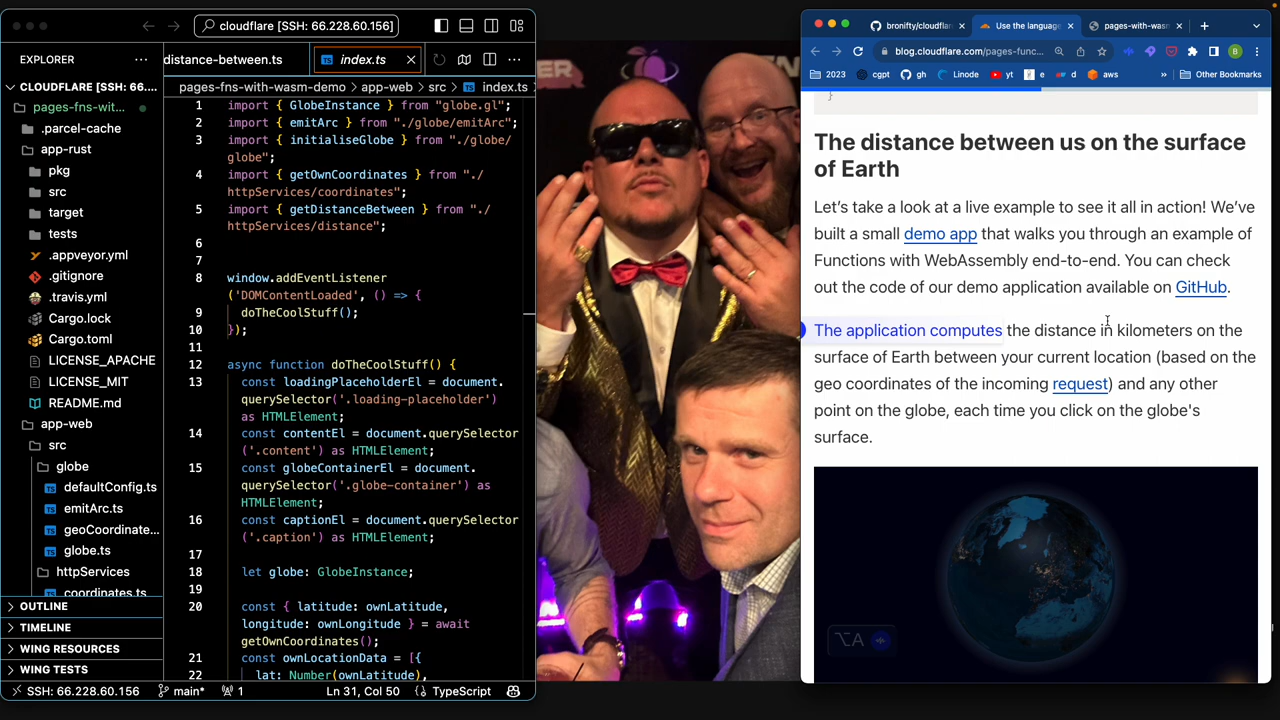 cloudflare [SSH: 66.228.60.156]
EXPLORER
CLOUDFLARE [SSH: 66....
pages-fns-wit...
.parcel-cache
app-rust
pkg
src
target
tests
.appveyor.yml
.gitignore
.travis.yml
Cargo.lock
Cargo.toml
LICENSE_APACHE
LICENSE_MIT
README.md
app-web
src
globe
defaultConfig.ts
emitArc.ts
geoCoordinate...
globe.ts
httpServices
coordinates.ts
OUTLINE
TIMELINE
WING RESOURCES
WING TESTS
distance-between.ts
TS index.ts
pages-fns-with-wasm-demo > app-web > src > TS index.ts
1 import { GlobeInstance } from "globe.gl";
2 import { emitArc } from "./globe/emitArc";
3 import { initialiseGlobe } from "./globe/
globe";
4 import { getOwnCoordinates } from "./
httpServices/coordinates";
5 import { getDistanceBetween } from "./
httpServices/distance";
6
7
8 window.addEventListener
('DOMContentLoaded', () => {
9 doTheCoolStuff();
10 });
11
12 async function doTheCoolStuff() {
13 const loadingPlaceholderEl = document.
querySelector('.loading-placeholder')
as HTMLElement;
14 const contentEl = document.querySelector
('.content') as HTMLElement;
15 const globeContainerEl = document.
querySelector('.globe-container') as
HTMLElement;
16 const captionEl = document.querySelector
('.caption') as HTMLElement;
17
18 let globe: GlobeInstance;
19
20 const { latitude: ownLatitude,
longitude: ownLongitude } = await
getOwnCoordinates();
21 const ownLocationData = [{
22 lat: Number(ownLatitude),
SSH: 66.228.60.156 main* 1 Ln 31, Col 50 TypeScript
bronifty/cloudflar
Use the language
pages-with-wasm
blog.cloudflare.com/pages-func...
B
2023 cgpt gh Linode yt e d aws » Other Bookmarks
}
The distance between us on the surface
of Earth
Let's take a look at a live example to see it all in action! We've
built a small demo app that walks you through an example of
Functions with WebAssembly end-to-end. You can check
out the code of our demo application available on GitHub.
The application computes the distance in kilometers on the
surface of Earth between your current location (based on the
geo coordinates of the incoming request) and any other
point on the globe, each time you click on the globe's
surface.
⌥A